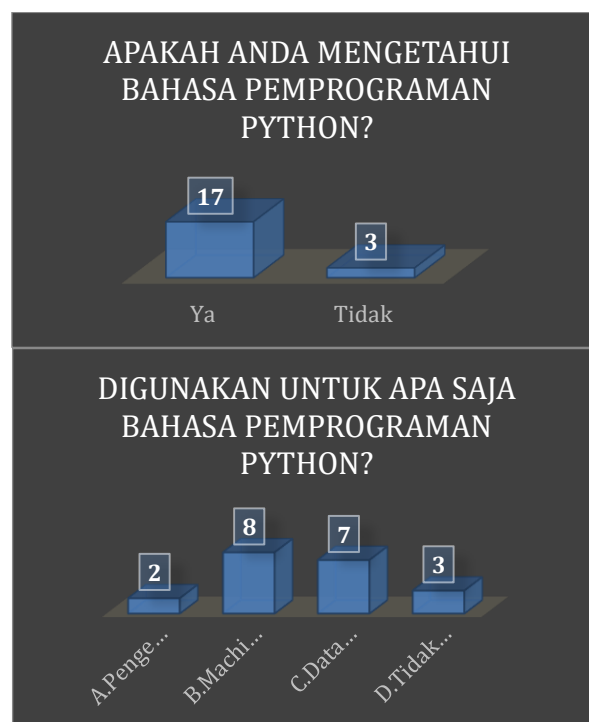 APAKAH ANDA MENGETAHUI
BAHASA PEMPROGRAMAN
PYTHON?
17
3
Ya
Tidak
DIGUNAKAN UNTUK APA SAJA
BAHASA PEMPROGRAMAN
PYTHON?
2
8
7
3
A.Penge...
B.Machi...
C.Data...
D.Tidak...